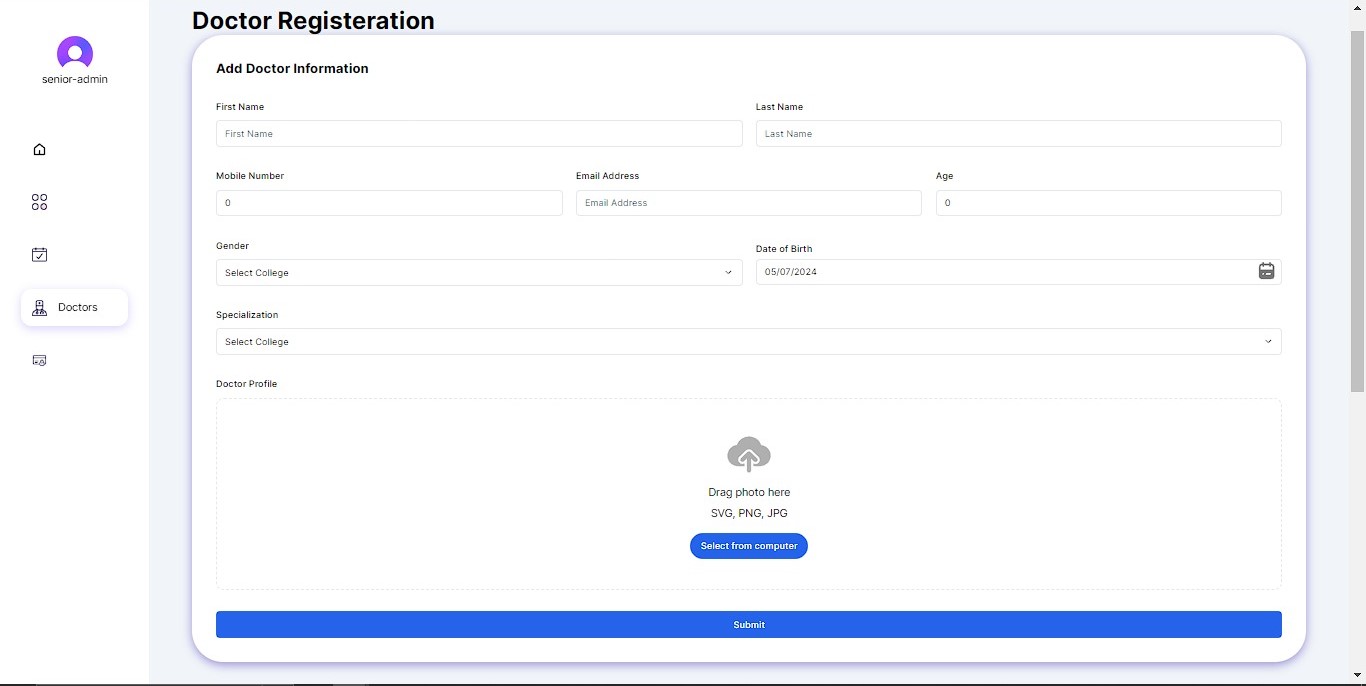 Doctor Registeration
senior-admin
Add Doctor Information
First Name
Last Name
First Name
Last Name
Mobile Number
Email Address
Age
0
Email Address
0
Gender
Date of Birth
Select College
05/07/2024
Doctors
Specialization
Select College
Doctor Profile
Drag photo here
SVG, PNG, JPG
Select from computer
Submit